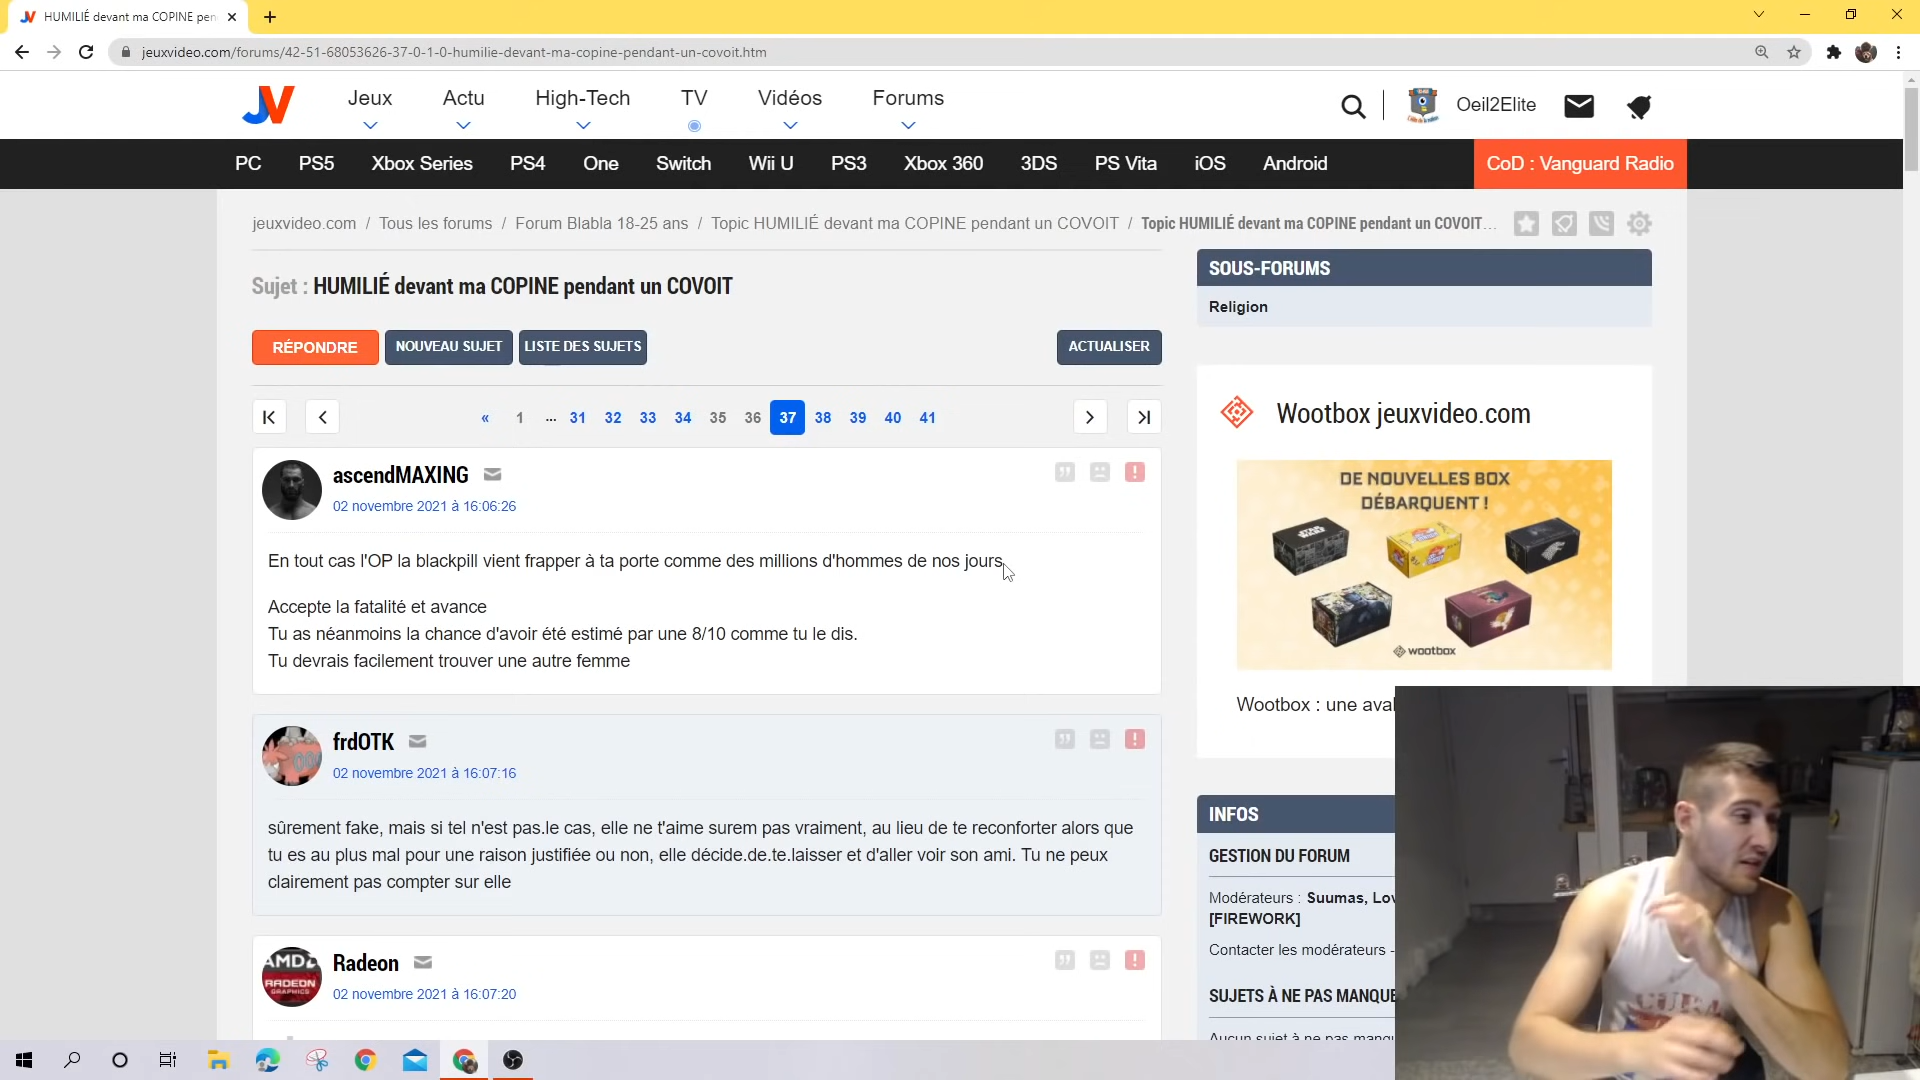 HUMILIÉ devant ma COPINE pen
jeuxvideo.com/forums/42-51-68053626-37-0-1-0-humilie-devant-ma-copine-pendant-un-covoit.htm
JV
Jeux
Actu
High-Tech
TV
Vidéos
Forums
Oeil2Elite
PC
PS5
Xbox Series
PS4
One
Switch
Wii U
PS3
Xbox 360
3DS
PS Vita
iOS
Android
CoD : Vanguard Radio
jeuxvideo.com / Tous les forums / Forum Blabla 18-25 ans / Topic HUMILIÉ devant ma COPINE pendant un COVOIT / Topic HUMILIÉ devant ma COPINE pendant un COVOIT...
Sujet : HUMILIÉ devant ma COPINE pendant un COVOIT
RÉPONDRE
NOUVEAU SUJET
LISTE DES SUJETS
ACTUALISER
« 1 ... 31 32 33 34 35 36 37 38 39 40 41
ascendMAXING
02 novembre 2021 à 16:06:26
En tout cas l'OP la blackpill vient frapper à ta porte comme des millions d'hommes de nos jours
Accepte la fatalité et avance
Tu as néanmoins la chance d'avoir été estimé par une 8/10 comme tu le dis.
Tu devrais facilement trouver une autre femme
frdOTK
02 novembre 2021 à 16:07:16
sûrement fake, mais si tel n'est pas.le cas, elle ne t'aime surem pas vraiment, au lieu de te reconforter alors que
tu es au plus mal pour une raison justifiée ou non, elle décide.de.te.laisser et d'aller voir son ami. Tu ne peux
clairement pas compter sur elle
AMD
RADEON
GRAPHICS
Radeon
02 novembre 2021 à 16:07:20
SOUS-FORUMS
Religion
Wootbox jeuxvideo.com
DE NOUVELLES BOX
DÉBARQUENT !
STAR
WARS
wootbox
Wootbox : une aval
INFOS
GESTION DU FORUM
Modérateurs : Suumas, Lov
[FIREWORK]
Contacter les modérateurs -
SUJETS À NE PAS MANQUE
Aucun sujet à ne pas manqu